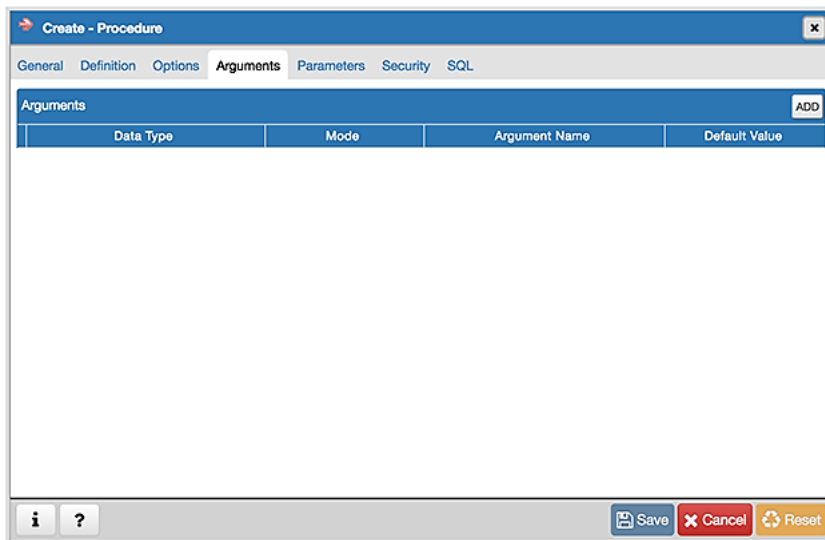 Create - Procedure
General Definition Options Arguments Parameters Security SQL
Arguments ADD
Data Type Mode Argument Name Default Value
i ? Save Cancel Reset